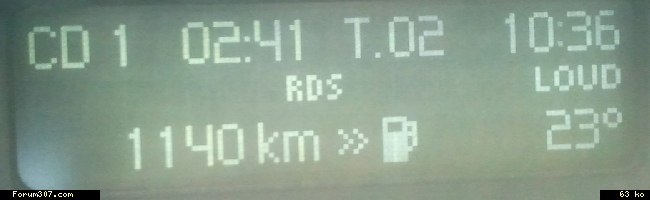 CD 1 02:41 T.02 10:36
RDS LOUD
1140 km » 23°
Forum307.com 63 ko